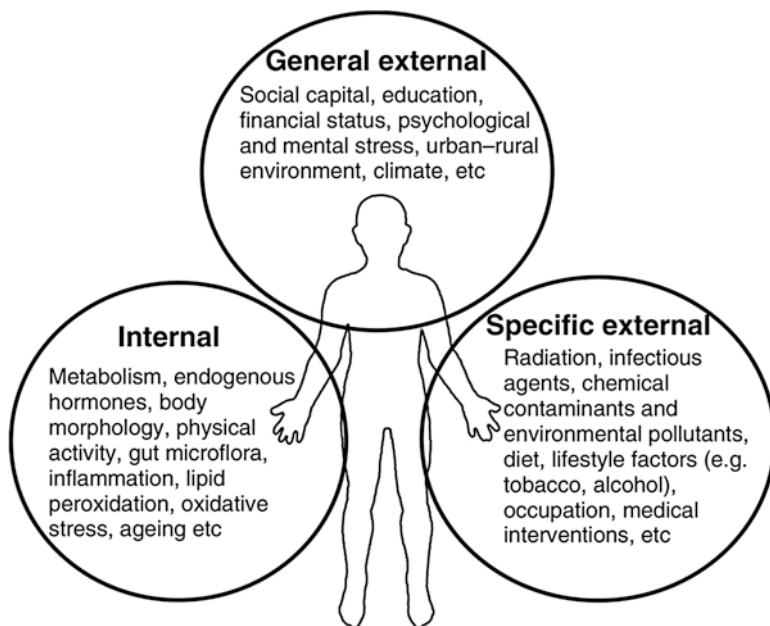 General external
Social capital, education,
financial status, psychological
and mental stress, urban–rural
environment, climate, etc
Internal
Metabolism, endogenous
hormones, body
morphology, physical
activity, gut microflora,
inflammation, lipid
peroxidation, oxidative
stress, ageing etc
Specific external
Radiation, infectious
agents, chemical
contaminants and
environmental pollutants,
diet, lifestyle factors (e.g.
tobacco, alcohol),
occupation, medical
interventions, etc